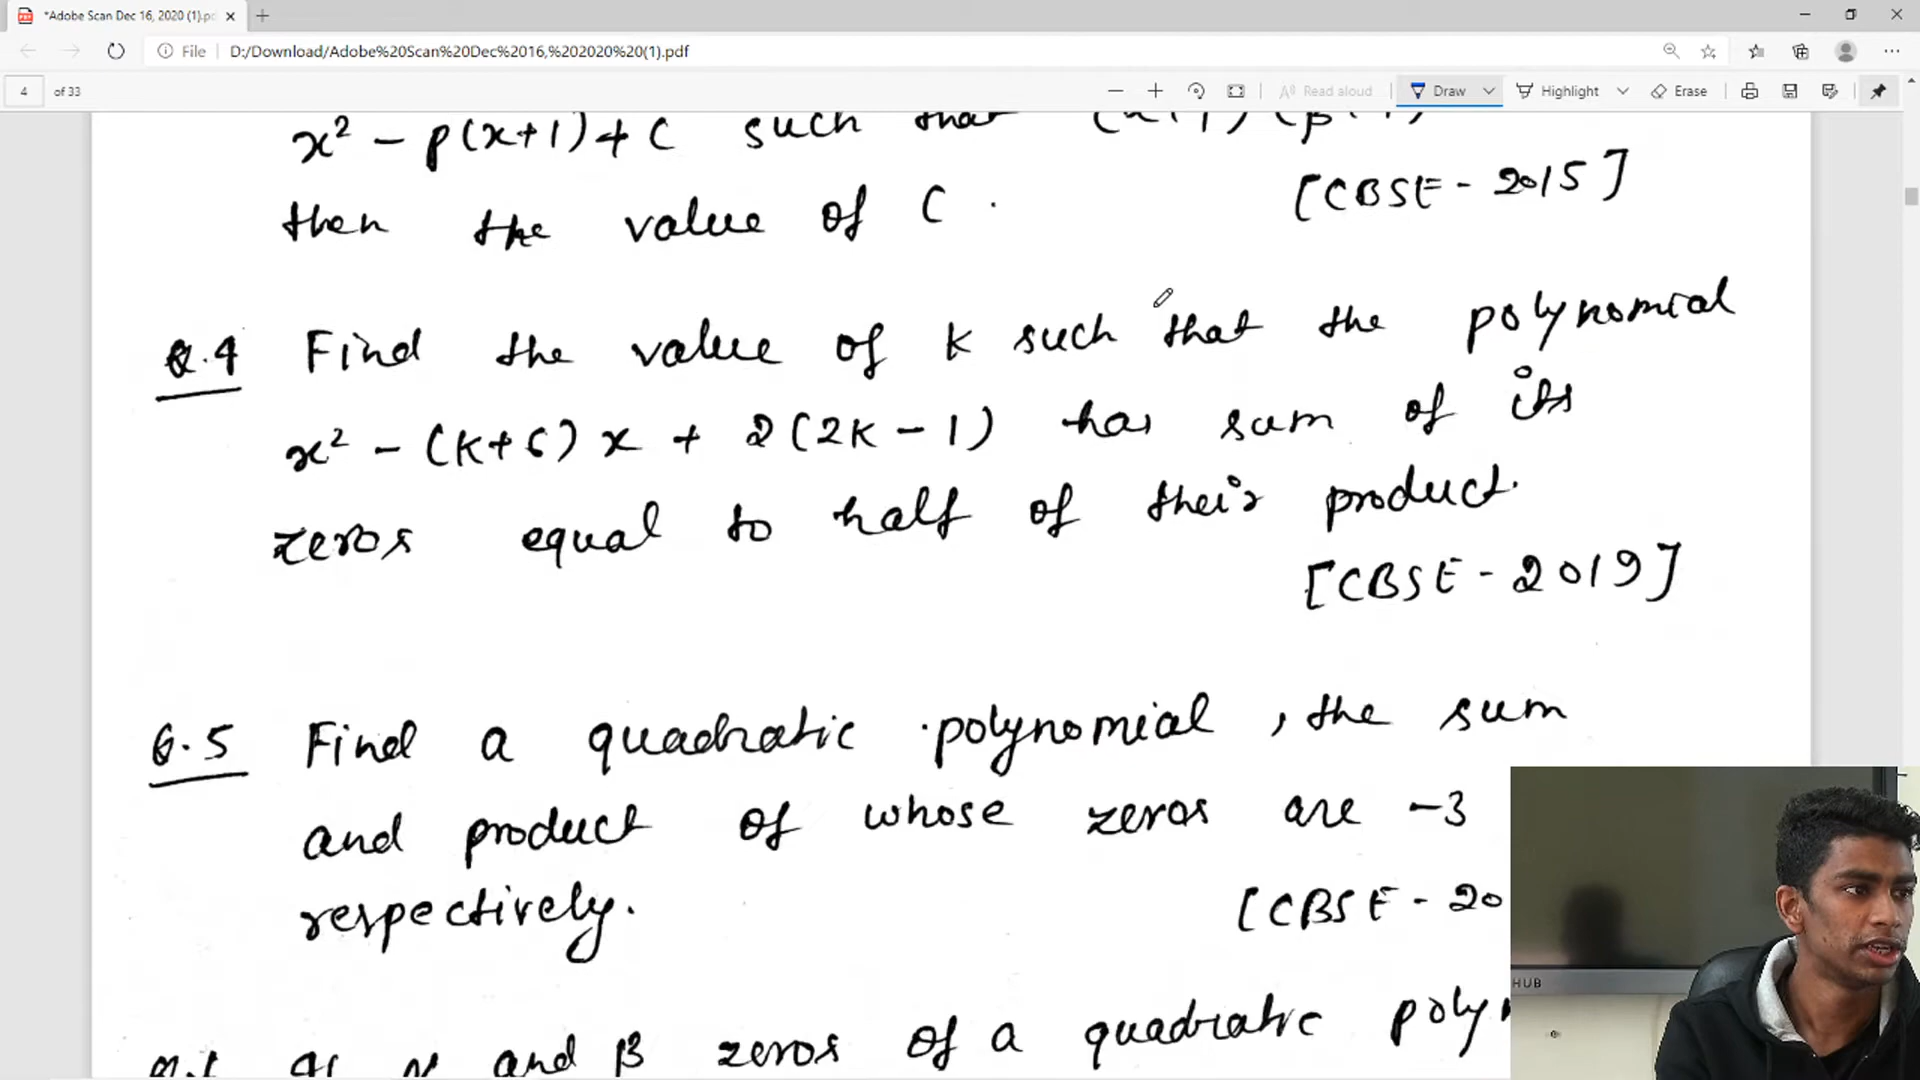 *Adobe Scan Dec 16, 2020 (1).pd
File D:/Download/Adobe%20Scan%20Dec%2016,%202020%20(1).pdf
4 of 33 Read aloud Draw Highlight Erase
x² - p(x+1)+C such that
then the value of C. [CBSE - 2015]
Q.4 Find the value of K such that the polynomial
x² - (K+6)x + 2(2K-1) has sum of its
zeros equal to half of their product.
[CBSE - 2019]
Q.5 Find a quadratic polynomial, the sum
and product of whose zeros are -3
respectively. [CBSE - 20
and β zeros of a quadratic poly
HUB